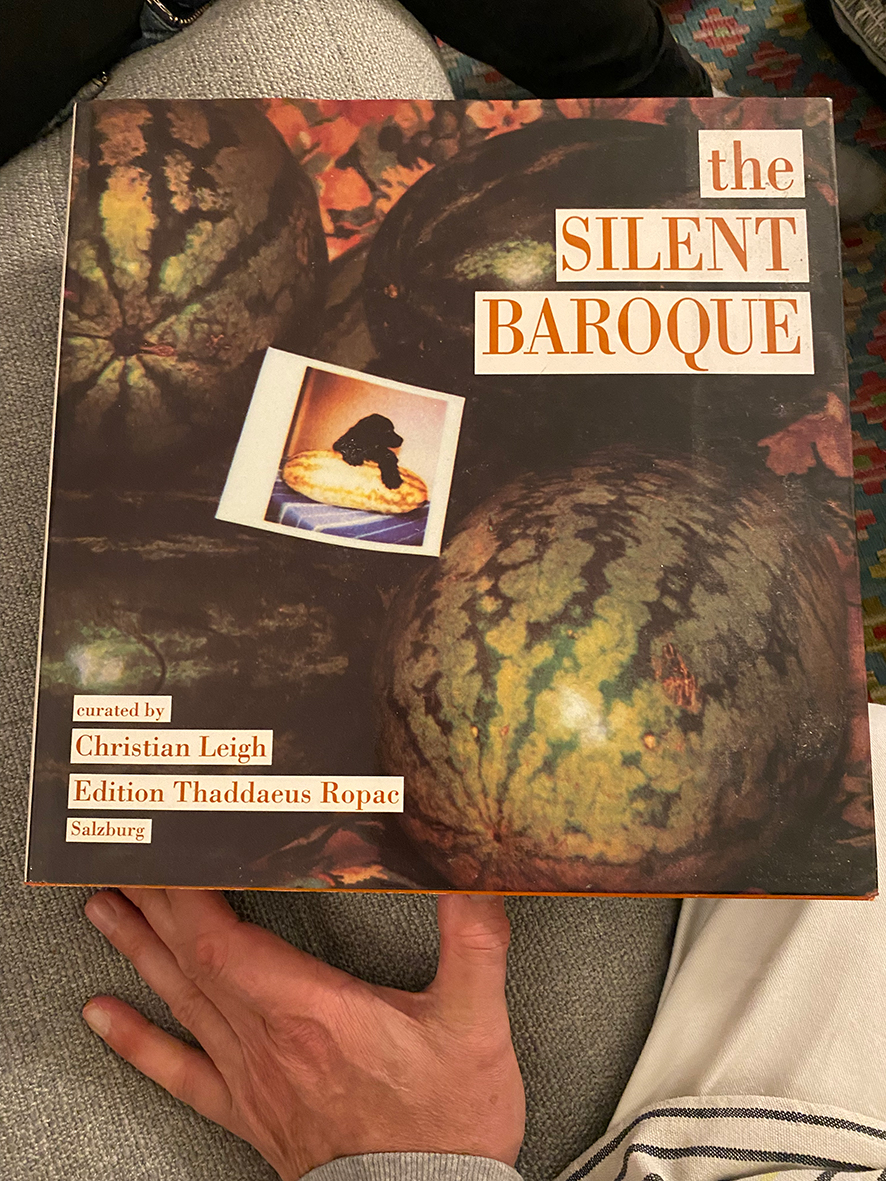 the
SILENT
BAROQUE
curated by
Christian Leigh
Edition Thaddaeus Ropac
Salzburg